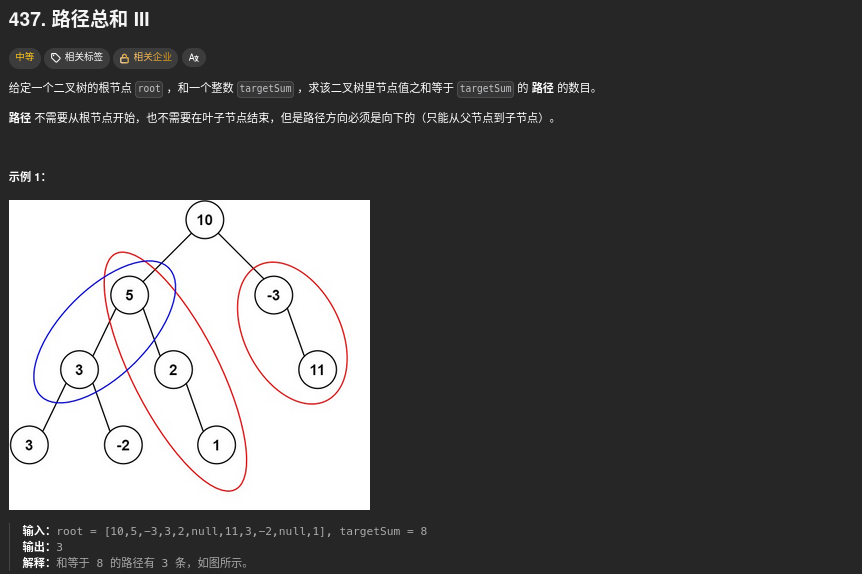 437. 路径总和 III
中等 相关标签 相关企业 Aあ
给定一个二叉树的根节点 root ，和一个整数 targetSum ，求该二叉树里节点值之和等于 targetSum 的 路径 的数目。
路径 不需要从根节点开始，也不需要在叶子节点结束，但是路径方向必须是向下的（只能从父节点到子节点）。
示例 1：
10
5 -3
3 2 11
3 -2 1
输入：root = [10,5,-3,3,2,null,11,3,-2,null,1], targetSum = 8
输出：3
解释：和等于 8 的路径有 3 条，如图所示。